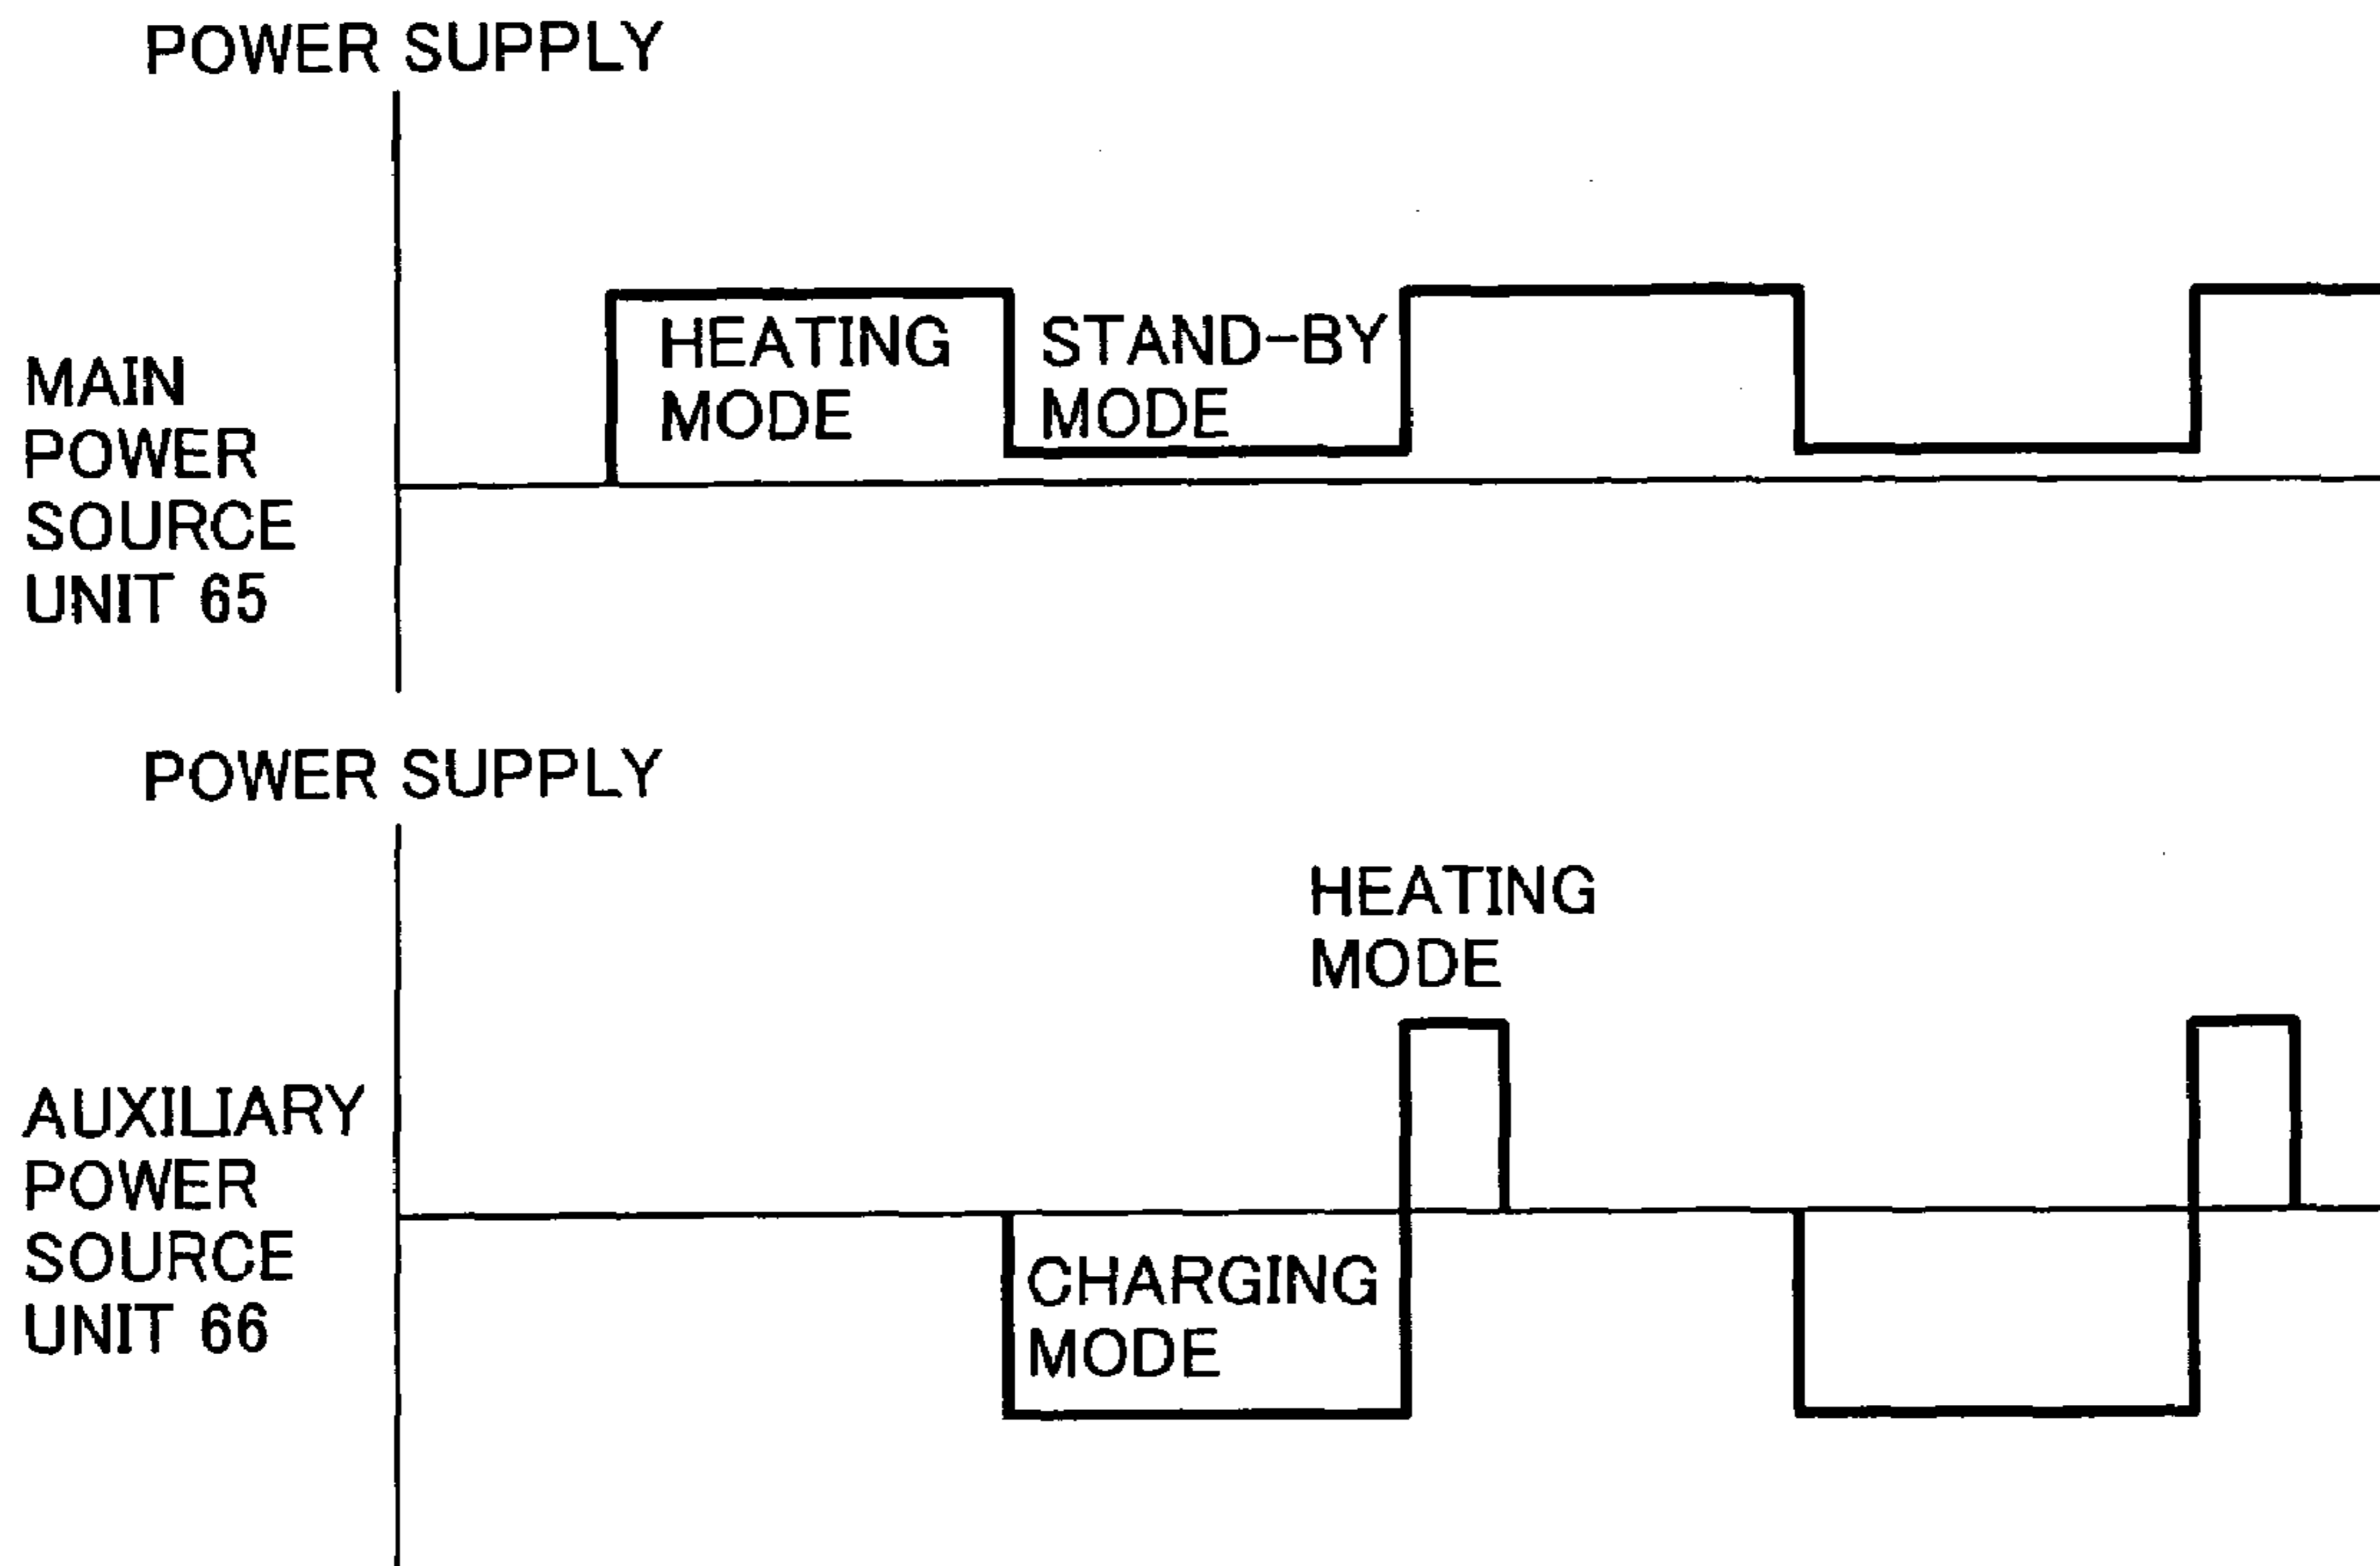 POWER SUPPLY
HEATING
MODE
STAND-BY
MODE
MAIN
POWER
SOURCE
UNIT 65
POWER SUPPLY
HEATING
MODE
AUXILIARY
POWER
SOURCE
UNIT 66
CHARGING
MODE